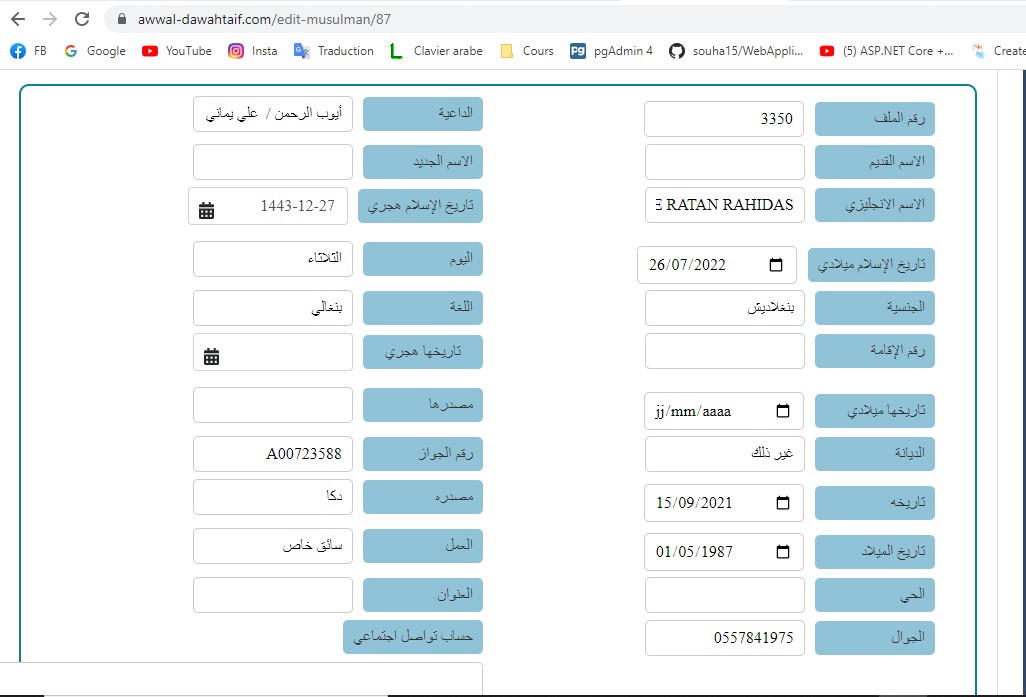 awwal-dawahtaif.com/edit-musulman/87
FB Google YouTube Insta Traduction Clavier arabe Cours pgAdmin 4 souha15/WebAppli... (5) ASP.NET Core +... Create
رقم الملف 3350 الداعية أيوب الرحمن / علي يماني
الاسم القديم الاسم الجديد
الاسم الانجليزي RATAN RAHIDAS تاريخ الإسلام هجري 1443-12-27
تاريخ الإسلام ميلادي 26/07/2022 اليوم الثلاثاء
الجنسية بنغلاديش اللغة بنغالي
رقم الإقامة تاريخها هجري
تاريخها ميلادي jj/mm/aaaa مصدرها
الديانة غير ذلك رقم الجواز A00723588
تاريخه 15/09/2021 مصدره دكا
تاريخ الميلاد 01/05/1987 العمل سائق خاص
الحي العنوان
الجوال 0557841975 حساب تواصل اجتماعي